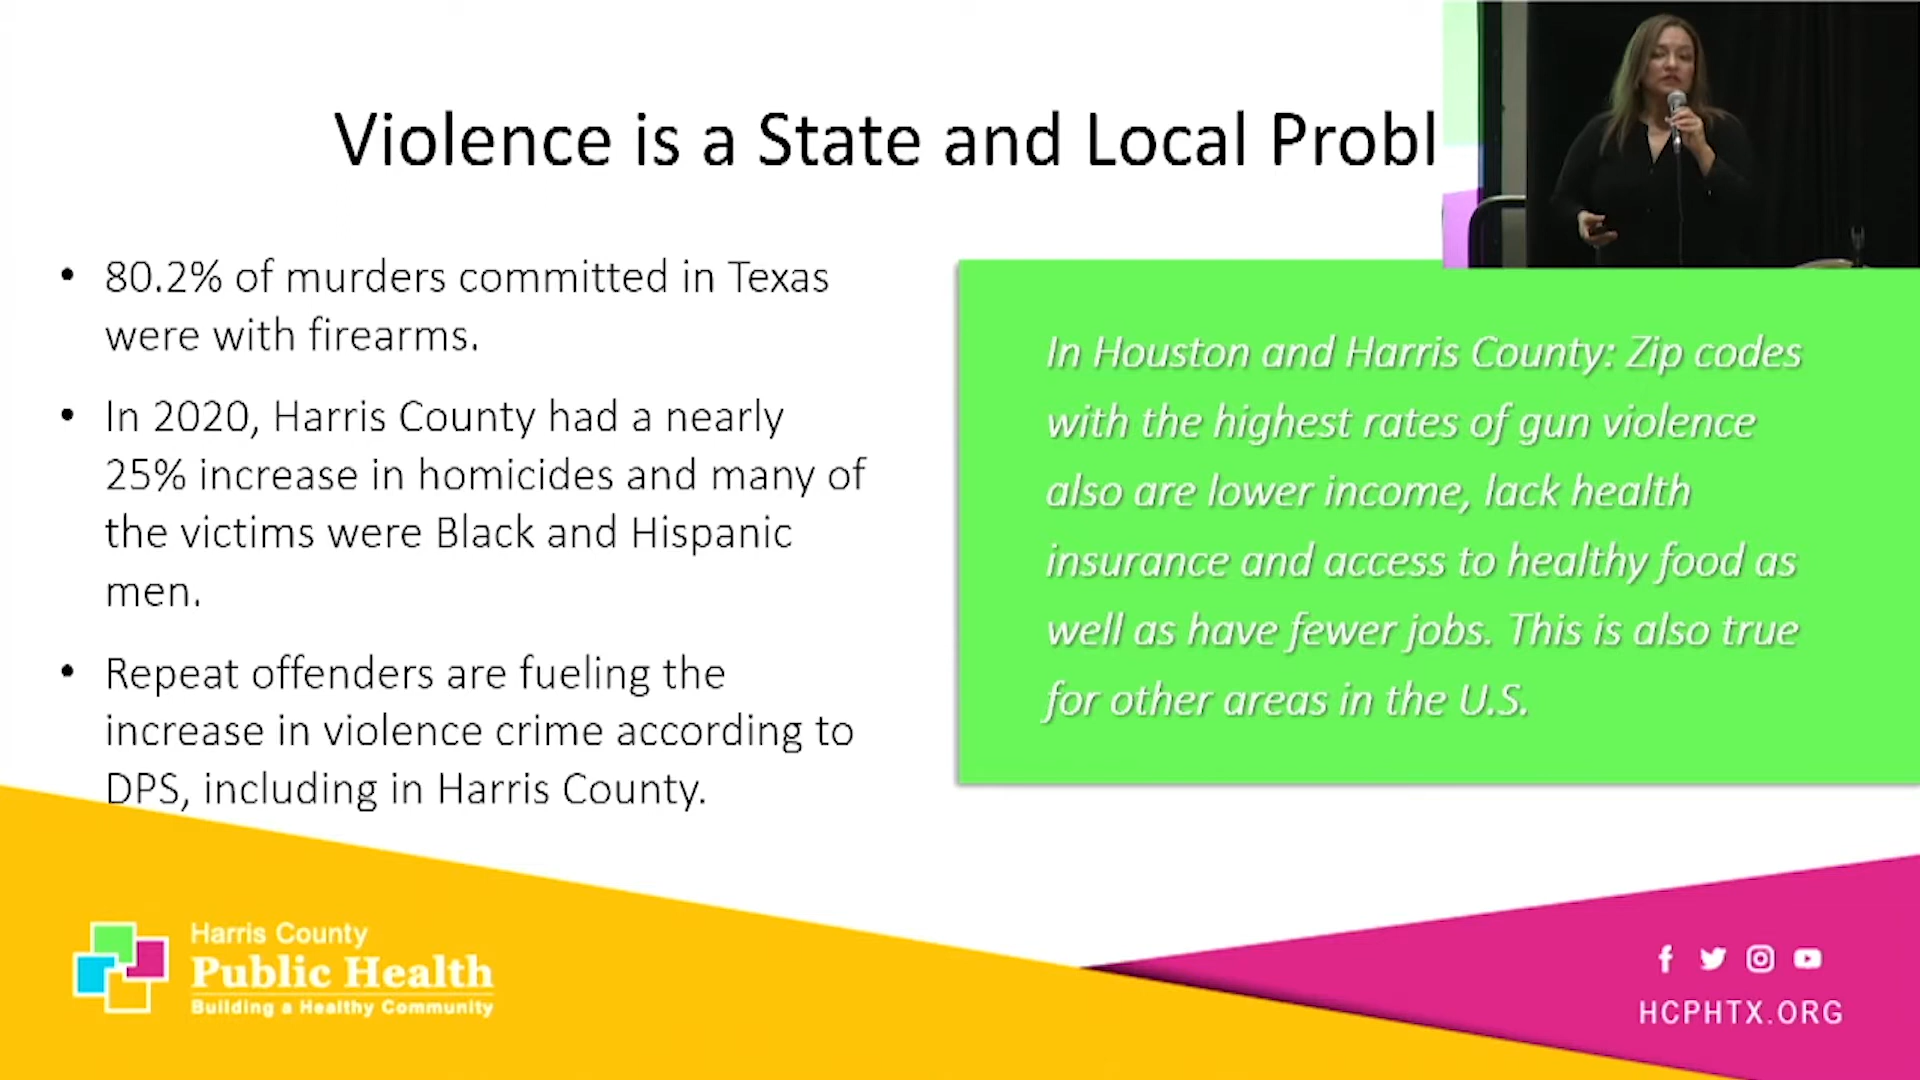 Violence is a State and Local Probl
• 80.2% of murders committed in Texas
were with firearms.
• In 2020, Harris County had a nearly
25% increase in homicides and many of
the victims were Black and Hispanic
men.
• Repeat offenders are fueling the
increase in violence crime according to
DPS, including in Harris County.
In Houston and Harris County: Zip codes
with the highest rates of gun violence
also are lower income, lack health
insurance and access to healthy food as
well as have fewer jobs. This is also true
for other areas in the U.S.
Harris County
Public Health
Building a Healthy Community
HCPHTX.ORG